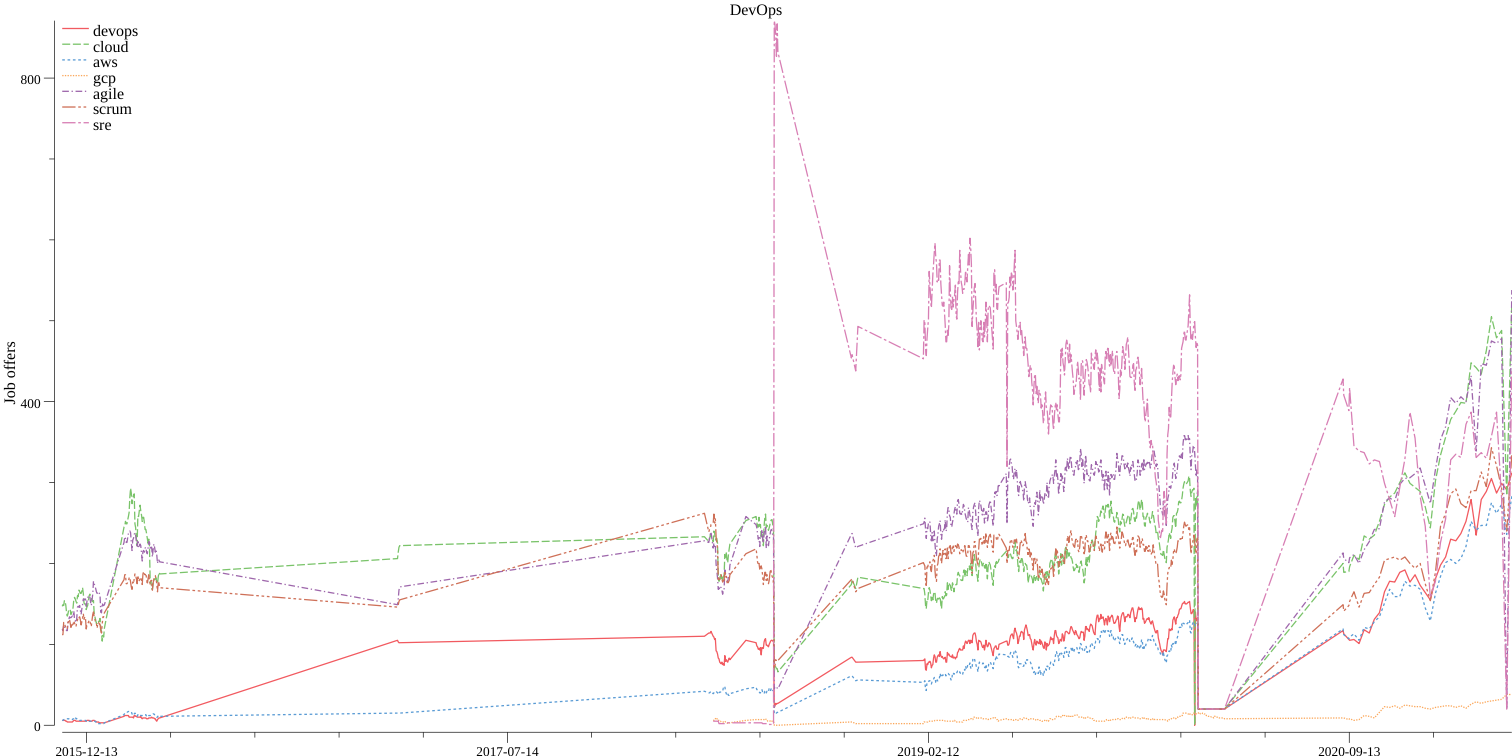 DevOps
devops
cloud
aws
gcp
agile
scrum
sre
800
400
0
Job offers
2015-12-13 2017-07-14 2019-02-12 2020-09-13